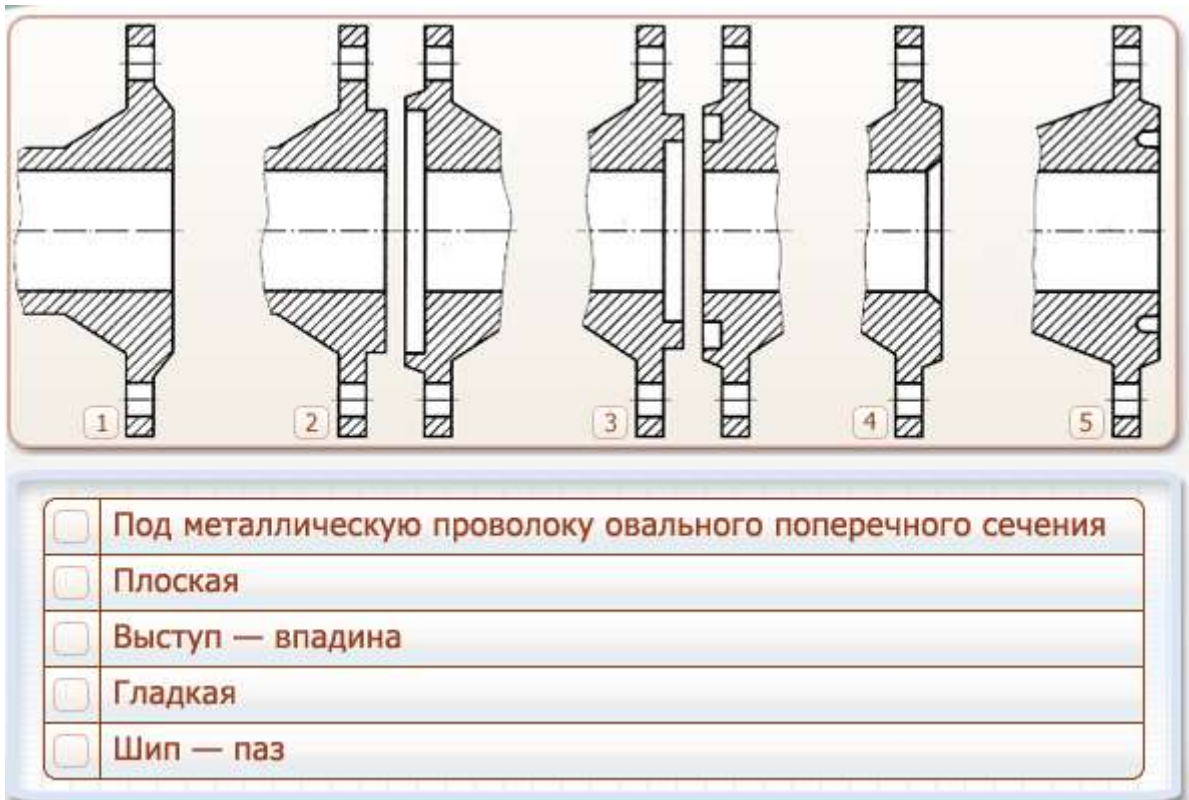 1 2 3 4 5
Под металлическую проволоку овального поперечного сечения
Плоская
Выступ — впадина
Гладкая
Шип — паз